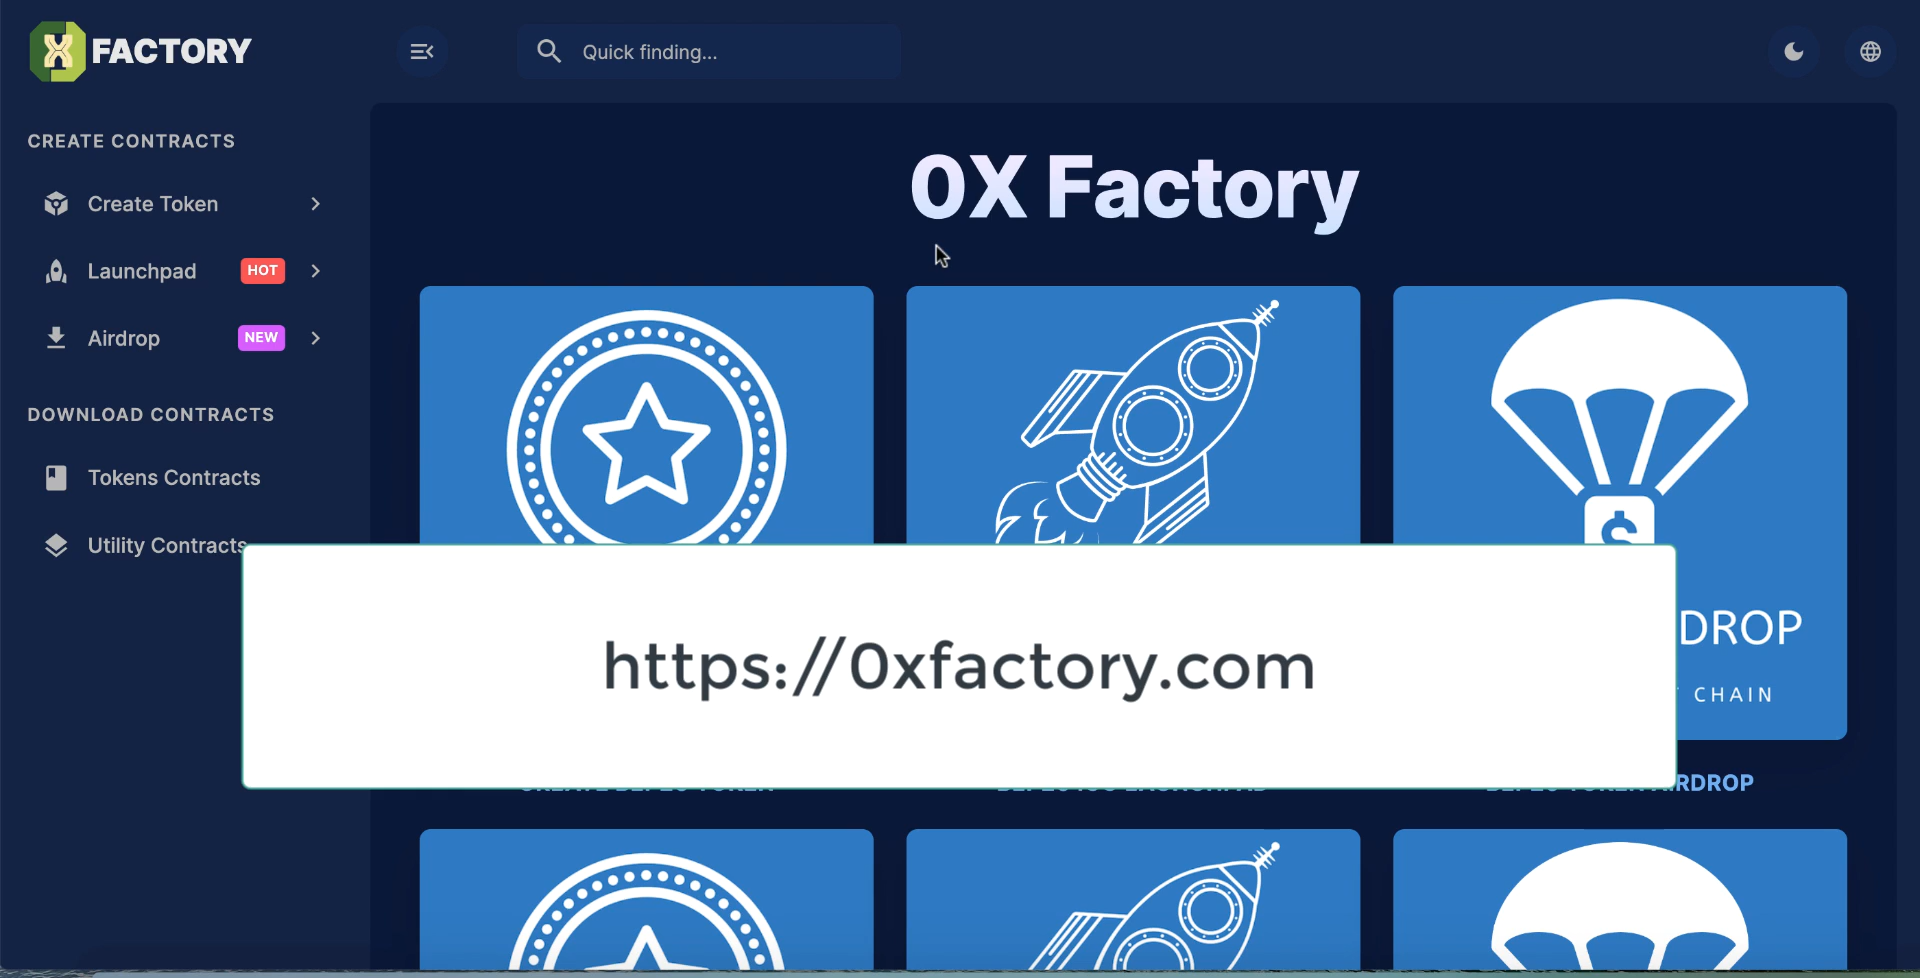 X FACTORY
Quick finding...
CREATE CONTRACTS
Create Token
Launchpad HOT
Airdrop NEW
DOWNLOAD CONTRACTS
Tokens Contracts
Utility Contracts
0X Factory
$
https://0xfactory.com
DROP
CHAIN
RDROP